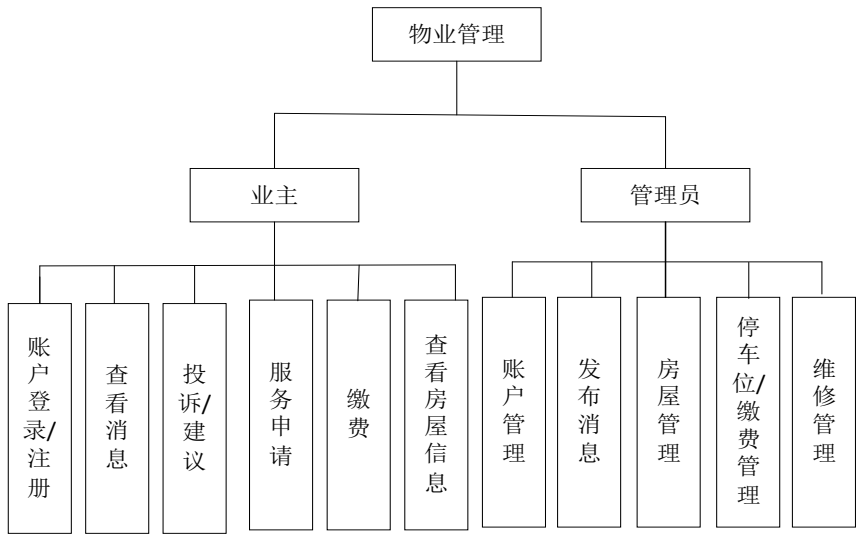 物业管理
业主
管理员
账户登录/注册
查看消息
投诉/建议
服务申请
缴费
查看房屋信息
账户管理
发布消息
房屋管理
停车位/缴费管理
维修管理